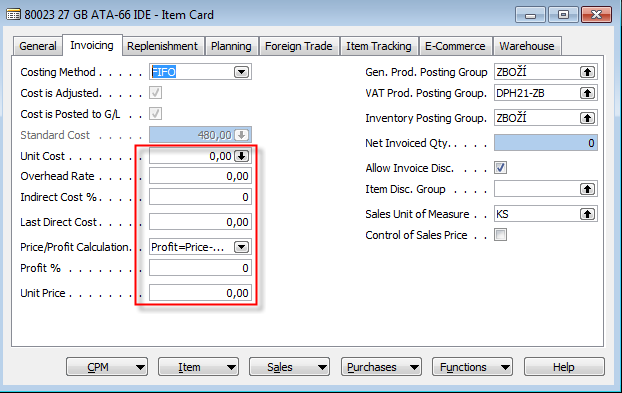 80023 27 GB ATA-66 IDE - Item Card
General Invoicing Replenishment Planning Foreign Trade Item Tracking E-Commerce Warehouse
Costing Method . . . . . FIFO
Cost is Adjusted. . . . . .
Cost is Posted to G/L . . .
Standard Cost . . . . . . 480,00
Unit Cost . . . . . . . . 0,00
Overhead Rate . . . . . . 0,00
Indirect Cost % . . . . . 0
Last Direct Cost . . . . . 0,00
Price/Profit Calculation. . Profit=Price-...
Profit % . . . . . . . . . 0
Unit Price . . . . . . . . 0,00
Gen. Prod. Posting Group ZBOŽÍ
VAT Prod. Posting Group. DPH21-ZB
Inventory Posting Group. ZBOŽÍ
Net Invoiced Qty. . . . . 0
Allow Invoice Disc. . . . .
Item Disc. Group . . . . .
Sales Unit of Measure . . KS
Control of Sales Price . .
CPM Item Sales Purchases Functions Help